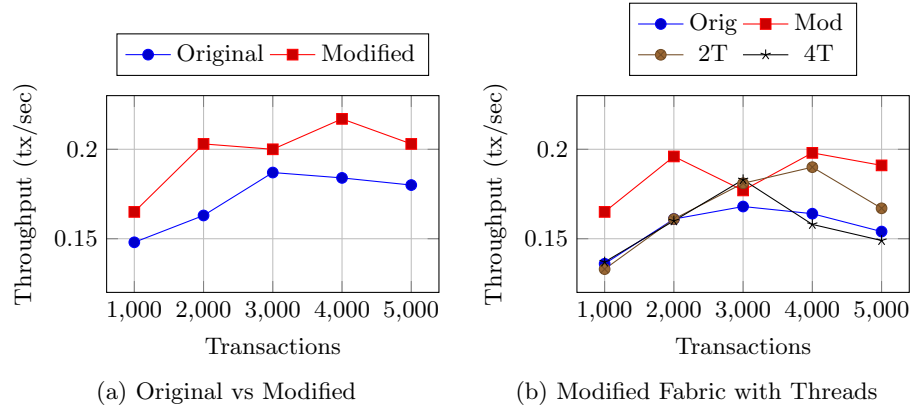 Original Modified
Throughput (tx/sec)
0.2
0.15
1,000 2,000 3,000 4,000 5,000
Transactions
(a) Original vs Modified
Orig Mod
2T 4T
Throughput (tx/sec)
0.2
0.15
1,000 2,000 3,000 4,000 5,000
Transactions
(b) Modified Fabric with Threads